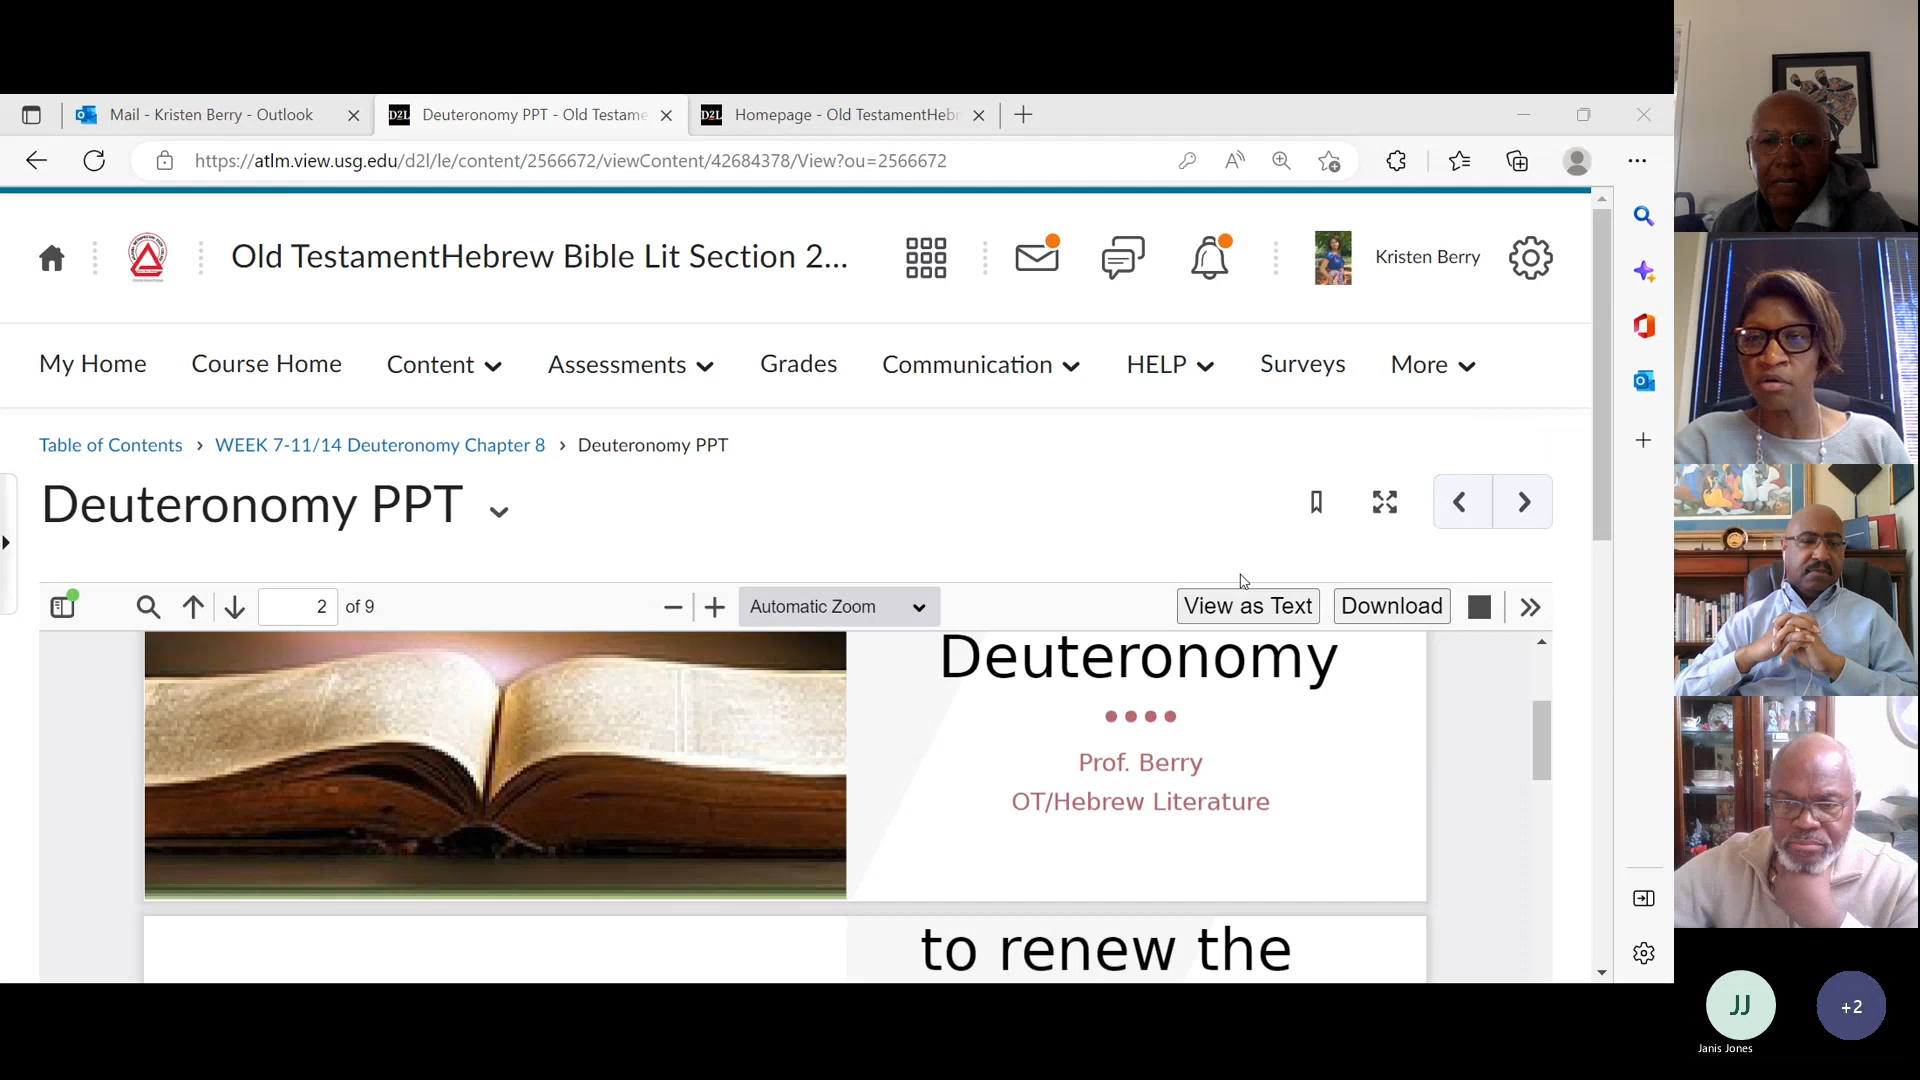 Mail - Kristen Berry - Outlook
D2L Deuteronomy PPT - Old Testame
D2L Homepage - Old TestamentHebr
https://atlm.view.usg.edu/d2l/le/content/2566672/viewContent/42684378/View?ou=2566672
Old TestamentHebrew Bible Lit Section 2...
Kristen Berry
My Home Course Home Content Assessments Grades Communication HELP Surveys More
Table of Contents › WEEK 7-11/14 Deuteronomy Chapter 8 › Deuteronomy PPT
Deuteronomy PPT
2 of 9
Automatic Zoom
View as Text
Download
Deuteronomy
Prof. Berry
OT/Hebrew Literature
to renew the
JJ
+2
Janis Jones